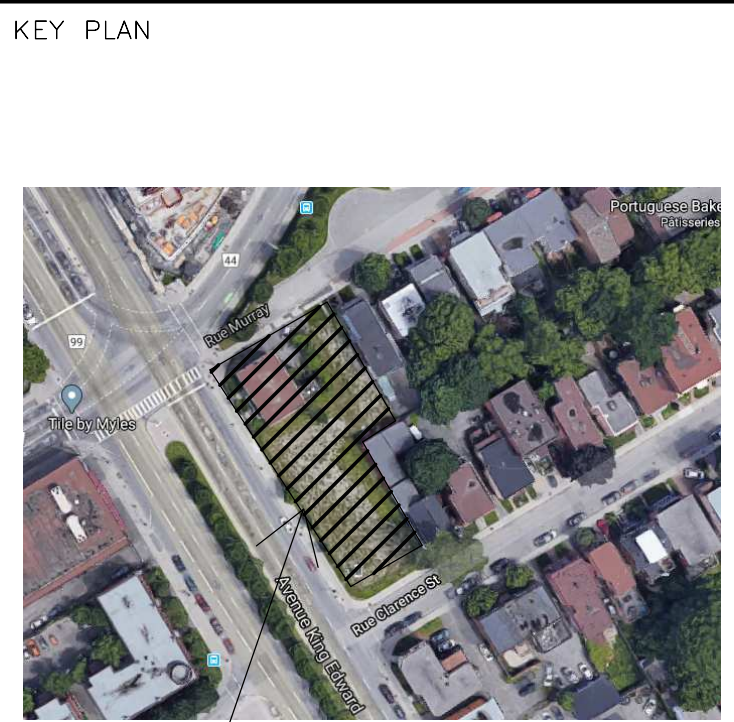 KEY PLAN
Portuguese Bake
Pâtisseries
44
Rue Murray
99
Tile by Myles
Rue Clarence St
Avenue King Edward